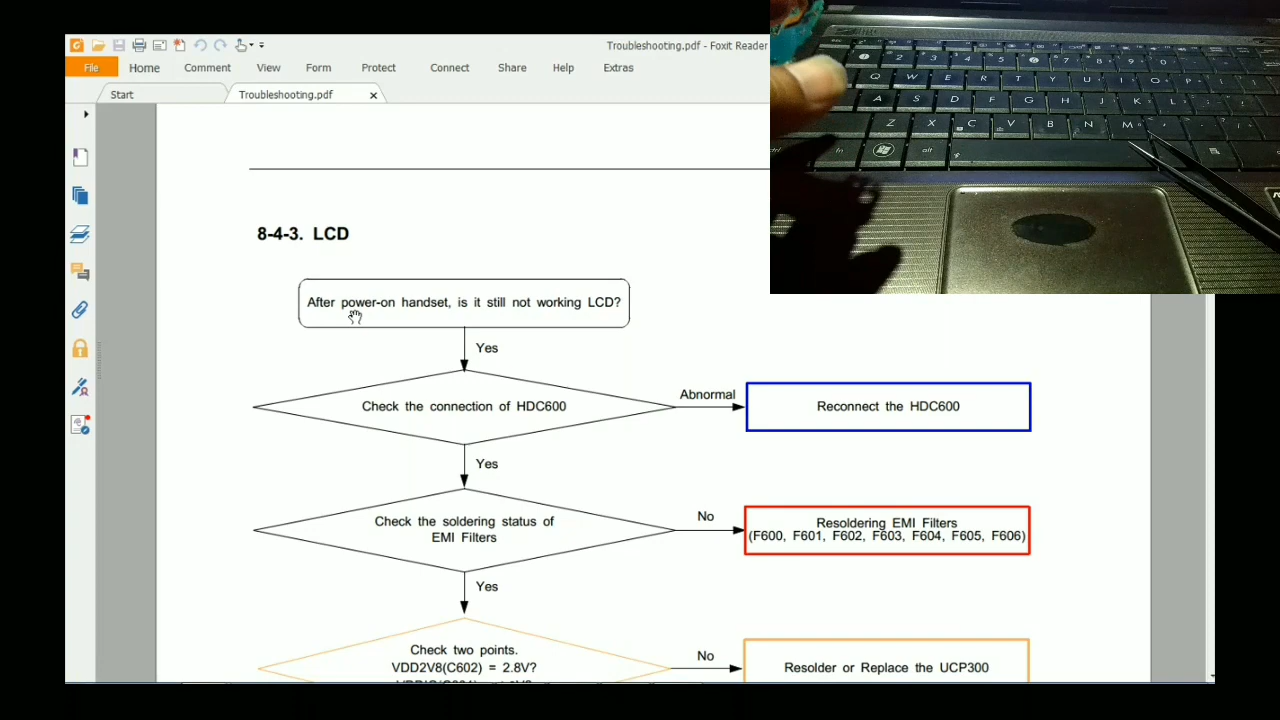 Troubleshooting.pdf - Foxit Reader
File Home Comment View Form Protect Connect Share Help Extras
Start Troubleshooting.pdf
8-4-3. LCD
After power-on handset, is it still not working LCD?
Yes
Check the connection of HDC600
Abnormal
Reconnect the HDC600
Yes
Check the soldering status of
EMI Filters
No
Resoldering EMI Filters
(F600, F601, F602, F603, F604, F605, F606)
Yes
Check two points.
VDD2V8(C602) = 2.8V?
No
Resolder or Replace the UCP300
Q W E R T Y U I O P
A S D F G H J K L
Z X C V B N M
fn alt